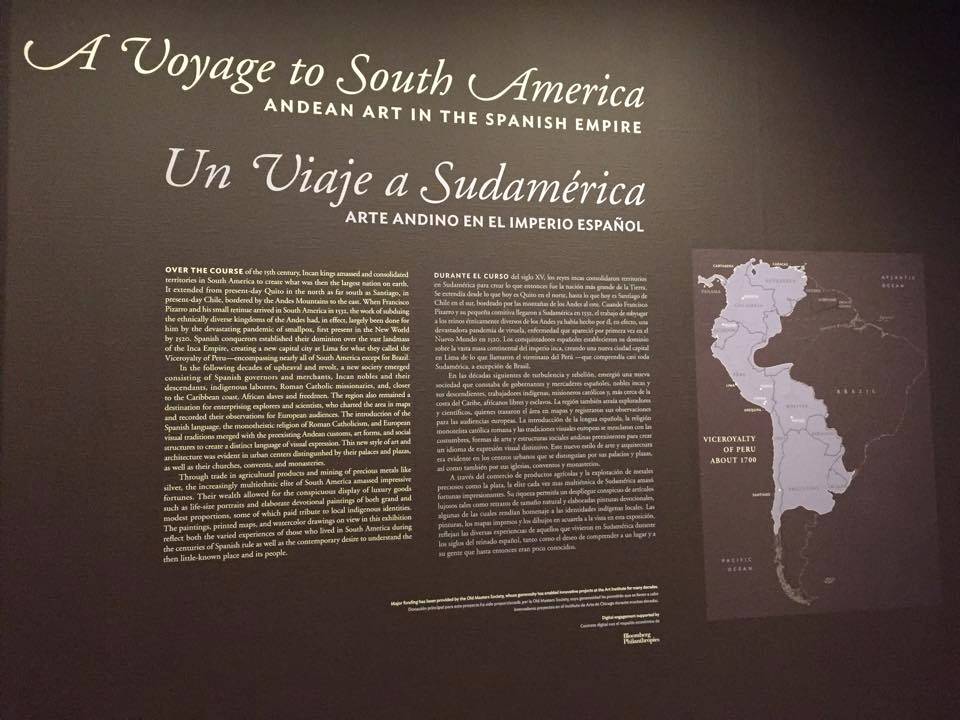 A Voyage to South America
ANDEAN ART IN THE SPANISH EMPIRE
Un Viaje a Sudamérica
ARTE ANDINO EN EL IMPERIO ESPAÑOL
OVER THE COURSE of the 15th century, Incan kings amassed and consolidated
territories in South America to create what was then the largest nation on earth.
It extended from present-day Quito in the north as far south as Santiago, in
present-day Chile, bordered by the Andes Mountains to the east. When Francisco
Pizarro and his small retinue arrived in South America in 1532, the work of subduing
the ethnically diverse kingdoms of the Andes had, in effect, largely been done for
him by the devastating pandemic of smallpox, first present in the New World
by 1520. Spanish conquerors established their dominion over the vast landmass
of the Inca Empire, creating a new capital city at Lima for what they called the
Viceroyalty of Peru—encompassing nearly all of South America except for Brazil.
In the following decades of upheaval and revolt, a new society emerged
consisting of Spanish governors and merchants, Incan nobles and their
descendants, indigenous laborers, Roman Catholic missionaries, and, closer
to the Caribbean coast, African slaves and freedmen. The region also remained a
destination for enterprising explorers and scientists, who charted the area in maps
and recorded their observations for European audiences. The introduction of the
Spanish language, the monotheistic religion of Roman Catholicism, and European
visual traditions merged with the preexisting Andean customs, art forms, and social
structures to create a distinct language of visual expression. This new style of art and
architecture was evident in urban centers distinguished by their palaces and plazas,
as well as their churches, convents, and monasteries.
Through trade in agricultural products and mining of precious metals like
silver, the increasingly multiethnic elite of South America amassed impressive
fortunes. Their wealth allowed for the conspicuous display of luxury goods
such as life-size portraits and elaborate devotional paintings of both grand and
modest proportions, some of which paid tribute to local indigenous identities.
The paintings, printed maps, and watercolor drawings on view in this exhibition
reflect both the varied experiences of those who lived in South America during
the centuries of Spanish rule as well as the contemporary desire to understand the
then little-known place and its people.
DURANTE EL CURSO del siglo XV, los reyes incas consolidaron territorios
en Sudamérica para crear lo que entonces fue la nación más grande de la Tierra.
Se extendía desde lo que hoy es Quito en el norte, hasta lo que hoy es Santiago de
Chile en el sur, bordeado por las montañas de los Andes al este. Cuando Francisco
Pizarro y su pequeña comitiva llegaron a Sudamérica en 1532, el trabajo de subyugar
a los reinos étnicamente diversos de los Andes ya había hecho por él, en efecto, una
devastadora pandemia de viruela, enfermedad que apareció por primera vez en el
Nuevo Mundo en 1520. Los conquistadores españoles establecieron su dominio
sobre la vasta masa continental del imperio inca, creando una nueva ciudad capital
en Lima de lo que llamaron el virreinato del Perú —que comprendía casi toda
Sudamérica, a excepción de Brasil.
En las décadas siguientes de turbulencia y rebelión, emergió una nueva
sociedad que constaba de gobernantes y mercaderes españoles, nobles incas y
sus descendientes, trabajadores indígenas, misioneros católicos y, más cerca de la
costa del Caribe, africanos libres y esclavos. La región también atraía exploradores
y científicos, quienes trazaron el área en mapas y registraron sus observaciones
para las audiencias europeas. La introducción de la lengua española, la religión
monoteísta católica romana y las tradiciones visuales europeas se mezclaron con las
costumbres, formas de arte y estructuras sociales andinas preexistentes para crear
un idioma de expresión visual distintivo. Este nuevo estilo de arte y arquitectura
era evidente en los centros urbanos que se distinguían por sus palacios y plazas,
así como también por sus iglesias, conventos y monasterios.
A través del comercio de productos agrícolas y la explotación de metales
preciosos como la plata, la elite cada vez mas multiétnica de Sudamérica amasó
fortunas impresionantes. Su riqueza permitía un despliegue conspicuo de artículos
lujosos tales como retratos de tamaño natural y elaboradas pinturas devocionales,
algunas de las cuales rendían homenaje a las identidades indígenas locales. Las
pinturas, los mapas impresos y los dibujos en acuarela a la vista en esta exposición,
reflejan las diversas experiencias de aquellos que vivieron en Sudamérica durante
los siglos del reinado español, tanto como el deseo de comprender a un lugar y a
su gente que hasta entonces eran poco conocidos.
Major funding has been provided by the Old Masters Society, whose generosity has enabled innovative projects at the Art Institute for many decades.
Digital engagement supported by
Bloomberg
Philanthropies
CARTAGENA
CARACAS
PANAMA
VENEZUELA
COLOMBIA
ATLANTIC
OCEAN
PERU
LIMA
AREQUIPA
BRAZIL
BOLIVIA
VICEROYALTY
OF PERU
ABOUT 1700
SANTIAGO
ARGENTINA
PACIFIC
OCEAN